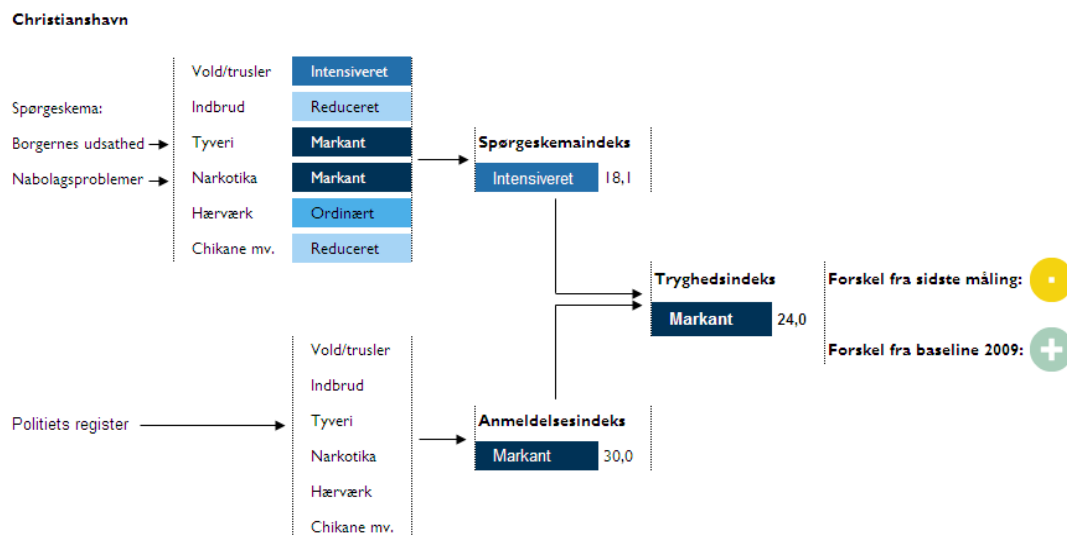 Christianshavn
Spørgeskema:
Borgernes udsathed
Nabolagsproblemer
Vold/trusler Intensiveret
Indbrud Reduceret
Tyveri Markant
Narkotika Markant
Hærværk Ordinært
Chikane mv. Reduceret
Spørgeskemaindeks
Intensiveret 18,1
Politiets register
Vold/trusler
Indbrud
Tyveri
Narkotika
Hærværk
Chikane mv.
Anmeldelsesindeks
Markant 30,0
Tryghedsindeks
Markant 24,0
Forskel fra sidste måling:
Forskel fra baseline 2009: +